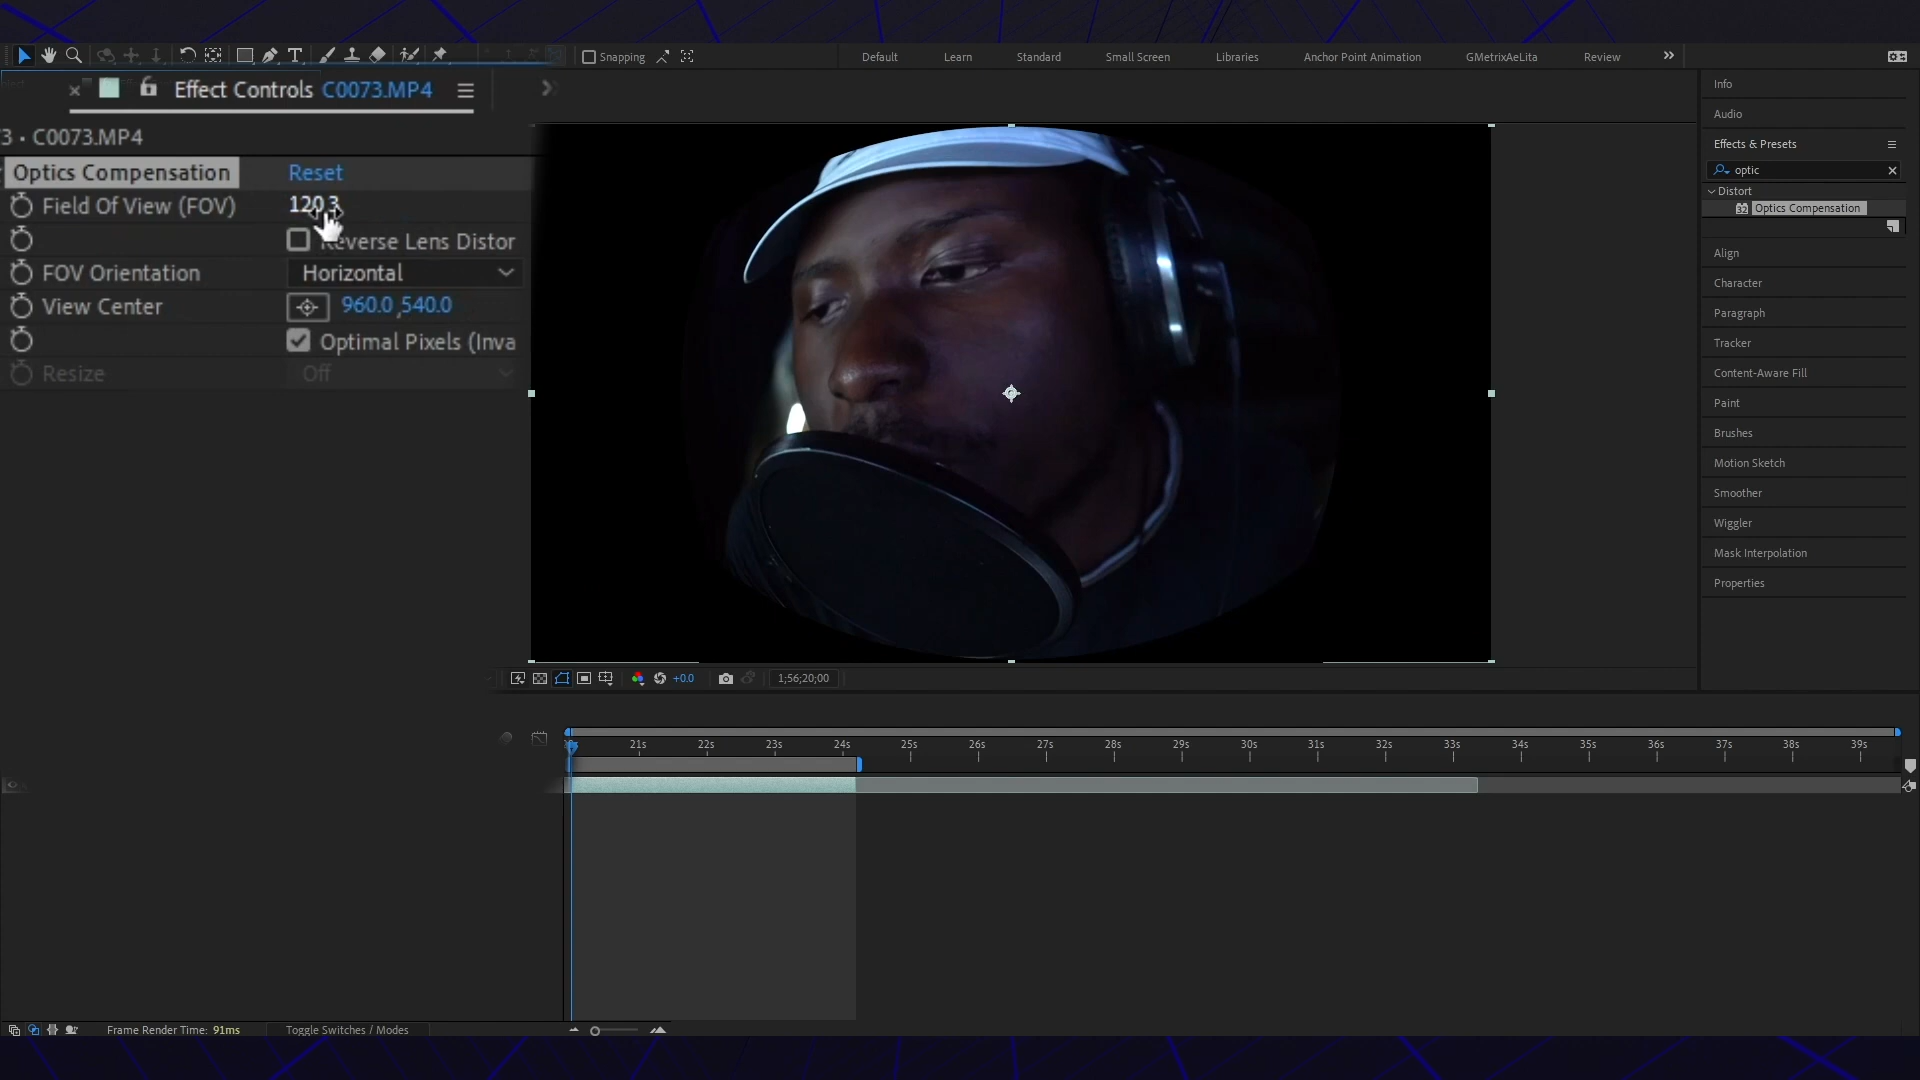 Snapping
Default
Learn
Standard
Small Screen
Libraries
Anchor Point Animation
GMetrixAeLita
Review
Effect Controls C0073.MP4
3 • C0073.MP4
Optics Compensation
Reset
Field Of View (FOV)
120.3
Reverse Lens Distor
FOV Orientation
Horizontal
View Center
960.0,540.0
Optimal Pixels (Inva
Resize
Off
Info
Audio
Effects & Presets
optic
Distort
32 Optics Compensation
Align
Character
Paragraph
Tracker
Content-Aware Fill
Paint
Brushes
Motion Sketch
Smoother
Wiggler
Mask Interpolation
Properties
+0.0
1;56;20;00
21s
22s
23s
24s
25s
26s
27s
28s
29s
30s
31s
32s
33s
34s
35s
36s
37s
38s
39s
Frame Render Time: 91ms
Toggle Switches / Modes